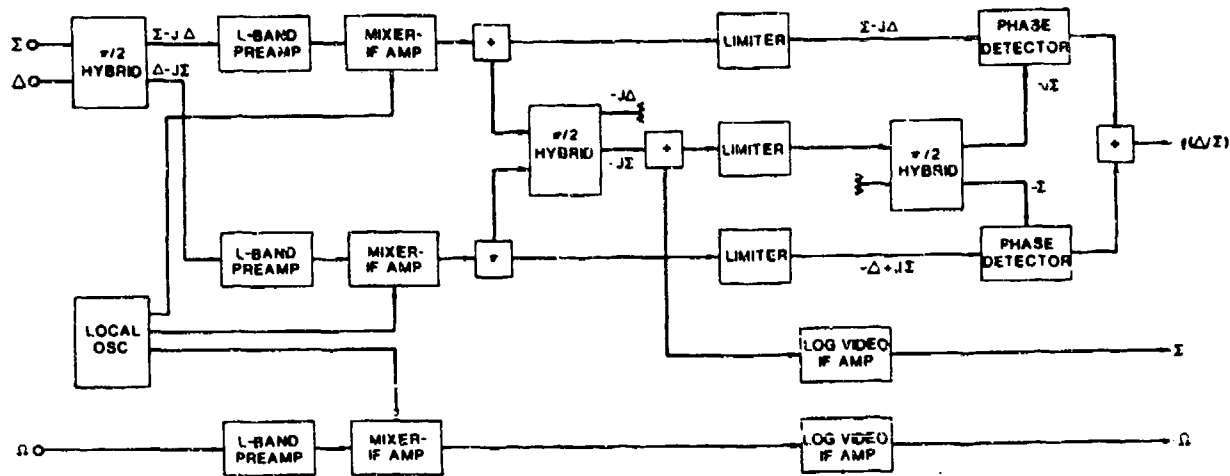 Σ
Δ
π/2
HYBRID
Σ-JΔ
Δ-JΣ
L-BAND
PREAMP
MIXER-
IF AMP
+
LIMITER
Σ-JΔ
PHASE
DETECTOR
-JΣ
π/2
HYBRID
-JΔ
-JΣ
+
LIMITER
π/2
HYBRID
-Σ
+
f(Δ/Σ)
L-BAND
PREAMP
MIXER-
IF AMP
LIMITER
-Δ+JΣ
PHASE
DETECTOR
LOCAL
OSC
LOG VIDEO
IF AMP
Σ
Ω
L-BAND
PREAMP
MIXER-
IF AMP
LOG VIDEO
IF AMP
Ω